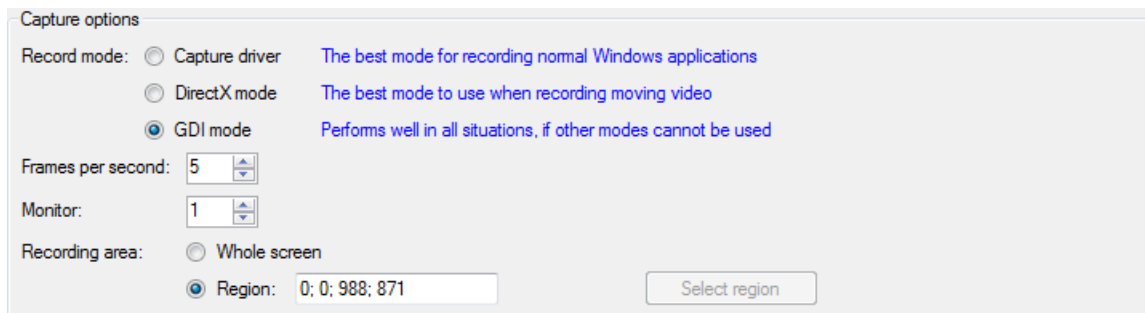 Capture options
Record mode: Capture driver The best mode for recording normal Windows applications
DirectX mode The best mode to use when recording moving video
GDI mode Performs well in all situations, if other modes cannot be used
Frames per second: 5
Monitor: 1
Recording area: Whole screen
Region: 0; 0; 988; 871 Select region